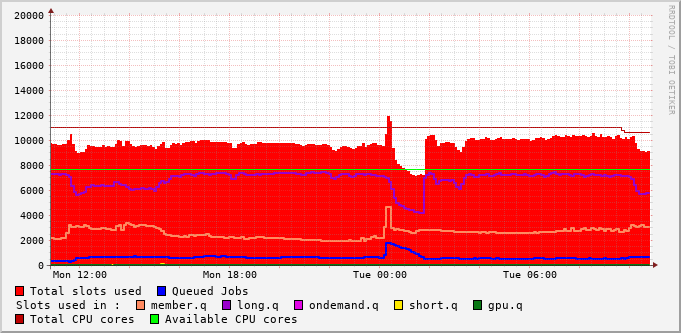 20000
18000
16000
14000
12000
10000
8000
6000
4000
2000
0
Mon 12:00 Mon 18:00 Tue 00:00 Tue 06:00
RRDTOOL / TOBI OETIKER
Total slots used Queued Jobs
Slots used in : member.q long.q ondemand.q short.q gpu.q
Total CPU cores Available CPU cores